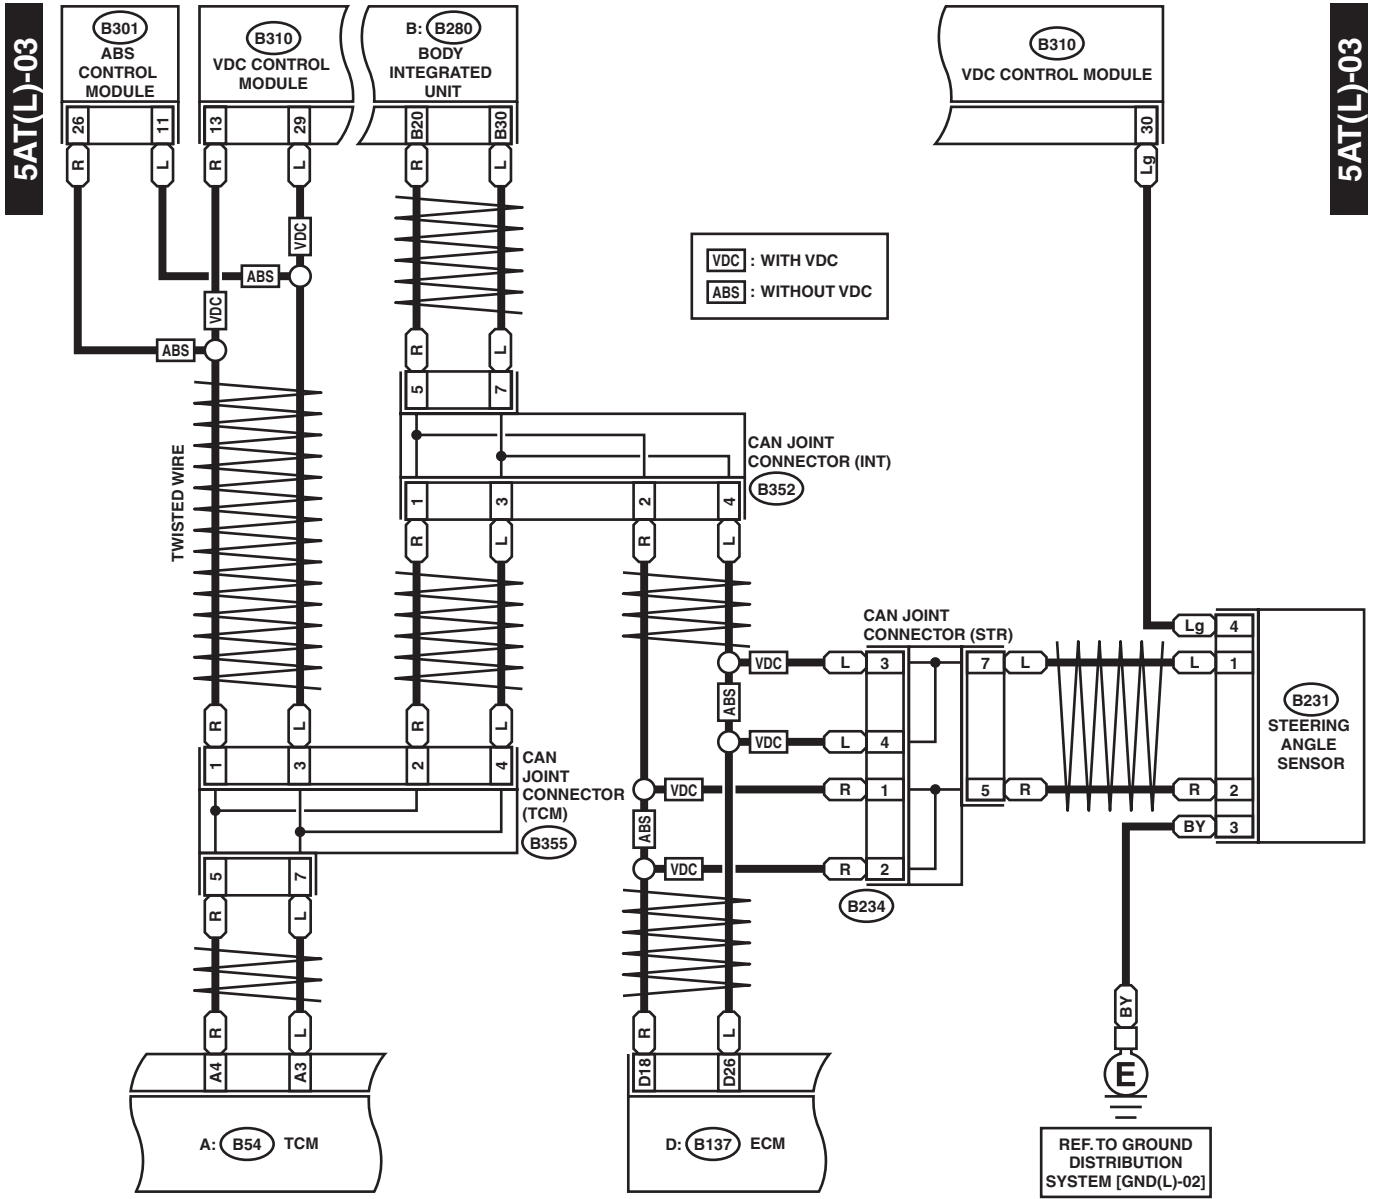 5AT(L)-03
B301
ABS
CONTROL
MODULE
B310
VDC CONTROL
MODULE
B: B280
BODY
INTEGRATED
UNIT
B310
VDC CONTROL MODULE
5AT(L)-03
26
11
13
29
B20
B30
30
R
L
R
L
R
L
Lg
VDC
ABS
VDC
ABS
VDC : WITH VDC
ABS : WITHOUT VDC
R
L
5
7
CAN JOINT
CONNECTOR (INT)
B352
1
3
2
4
R
L
R
L
TWISTED WIRE
CAN JOINT
CONNECTOR (STR)
Lg 4
VDC L 3
7 L
L 1
ABS
B231
STEERING
ANGLE
SENSOR
VDC L 4
R
L
R
L
1
3
2
4
CAN
JOINT
CONNECTOR
(TCM)
B355
VDC R 1
5 R
R 2
ABS
BY 3
VDC R 2
B234
5
7
R
L
R
L
A4
A3
R
L
D18
D26
BY
E
A: B54 TCM
D: B137 ECM
REF. TO GROUND
DISTRIBUTION
SYSTEM [GND(L)-02]